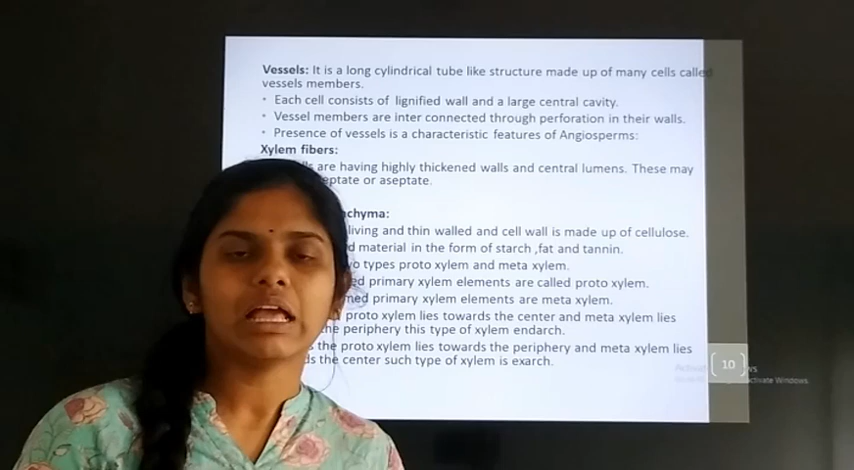 Vessels: It is a long cylindrical tube like structure made up of many cells called
vessels members.
• Each cell consists of lignified wall and a large central cavity.
• Vessel members are inter connected through perforation in their walls.
• Presence of vessels is a characteristic features of Angiosperms:
Xylem fibers:
are having highly thickened walls and central lumens. These may
eptate or aseptate.
chyma:
living and thin walled and cell wall is made up of cellulose.
d material in the form of starch ,fat and tannin.
o types proto xylem and meta xylem.
ed primary xylem elements are called proto xylem.
med primary xylem elements are meta xylem.
proto xylem lies towards the center and meta xylem lies
the periphery this type of xylem endarch.
the proto xylem lies towards the periphery and meta xylem lies
ds the center such type of xylem is exarch.
10
activate Windows.